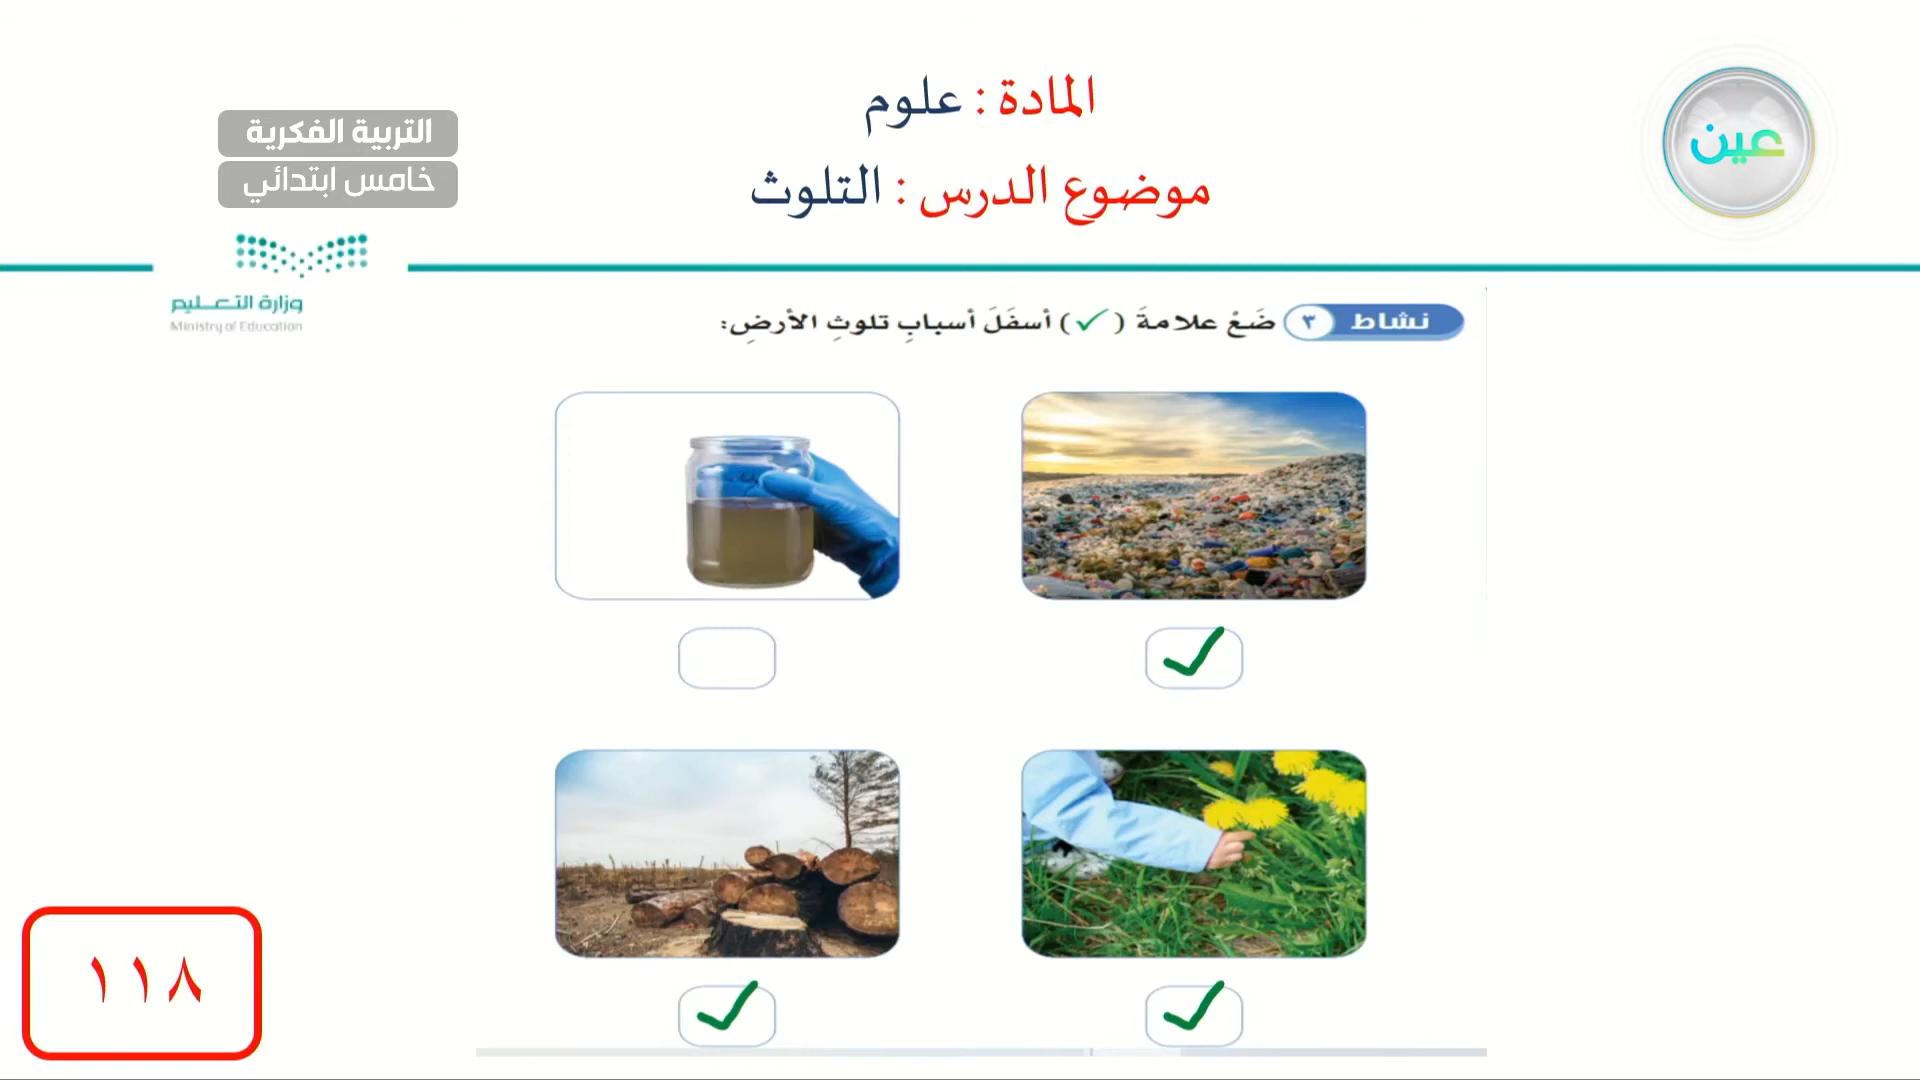 المادة : علوم
موضوع الدرس : التلوث
عين
التربية الفكرية
خامس ابتدائي
وزارة التعليم
Ministry of Education
نشاط ٣ ضَعْ علامةَ (✓) أسفَلَ أسبابِ تلوثِ الأرضِ:
١١٨